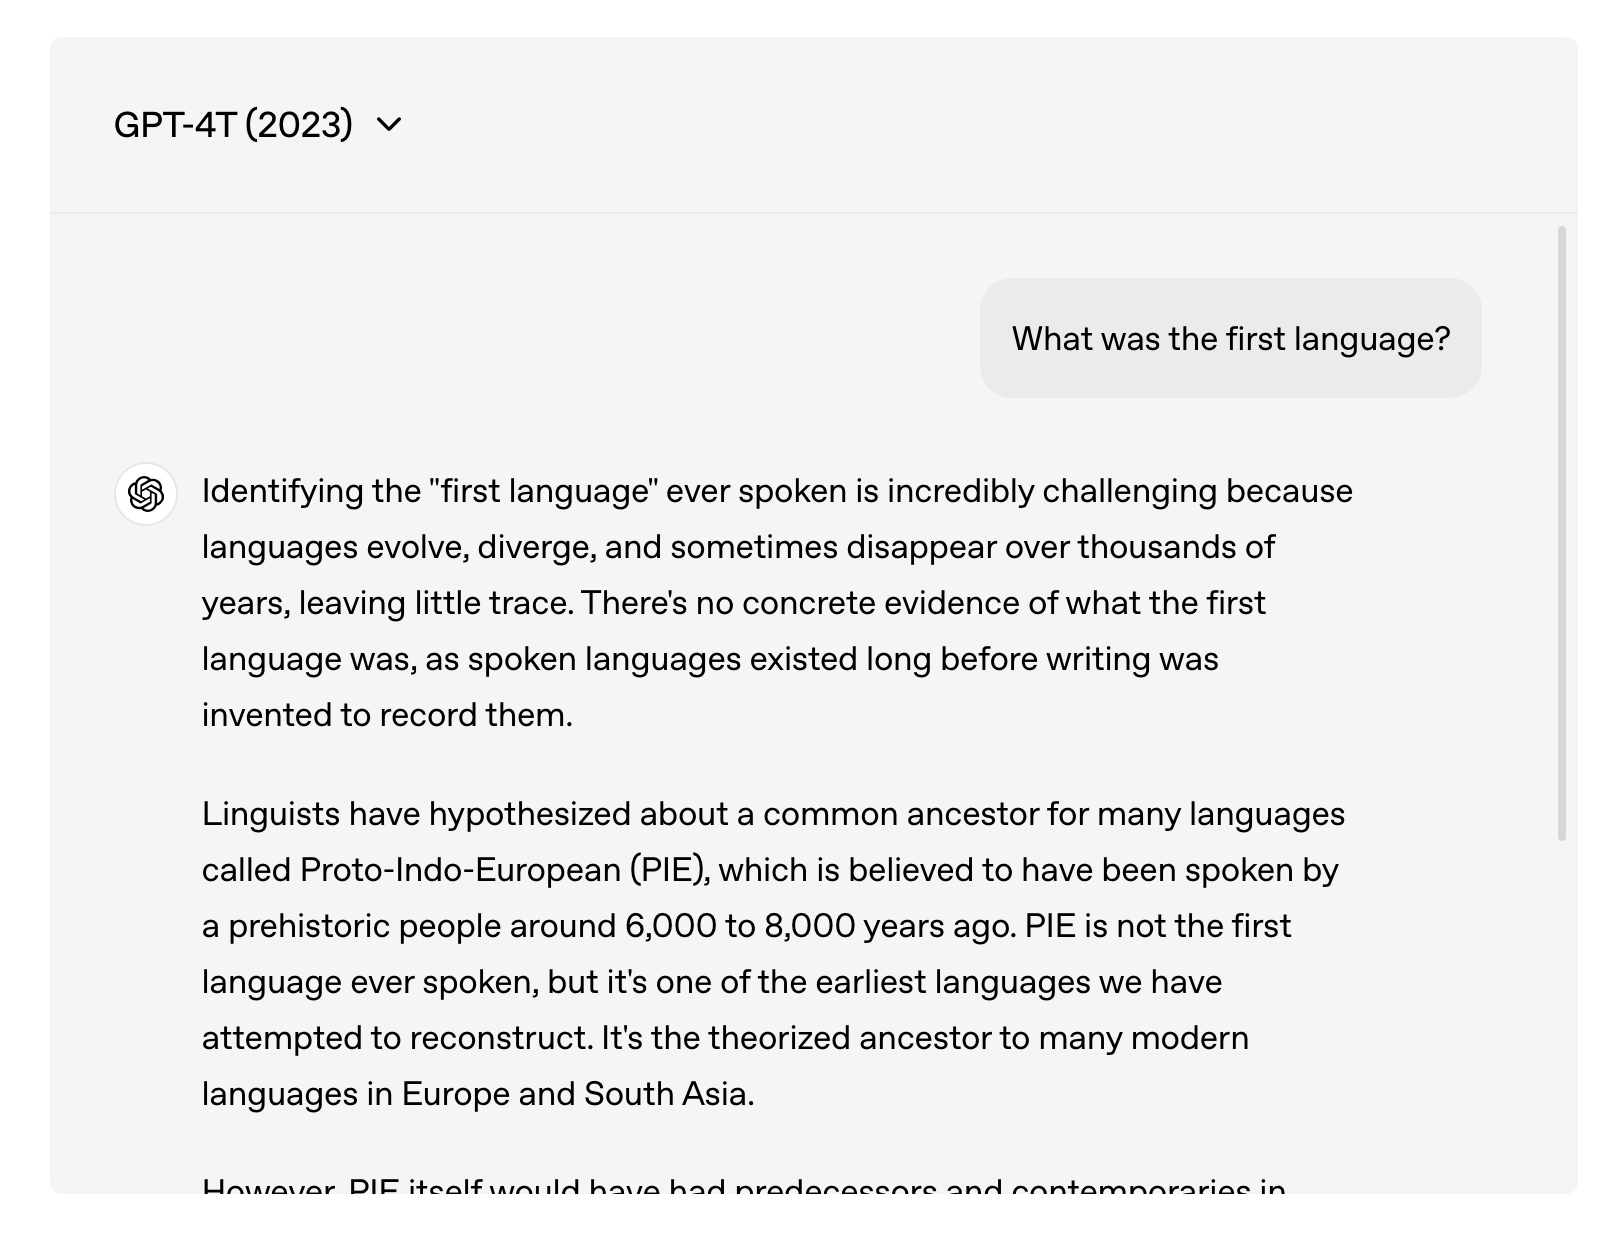 GPT-4T (2023)
What was the first language?
Identifying the "first language" ever spoken is incredibly challenging because
languages evolve, diverge, and sometimes disappear over thousands of
years, leaving little trace. There's no concrete evidence of what the first
language was, as spoken languages existed long before writing was
invented to record them.
Linguists have hypothesized about a common ancestor for many languages
called Proto-Indo-European (PIE), which is believed to have been spoken by
a prehistoric people around 6,000 to 8,000 years ago. PIE is not the first
language ever spoken, but it's one of the earliest languages we have
attempted to reconstruct. It's the theorized ancestor to many modern
languages in Europe and South Asia.
However, PIE itself would have had predecessors and contemporaries in